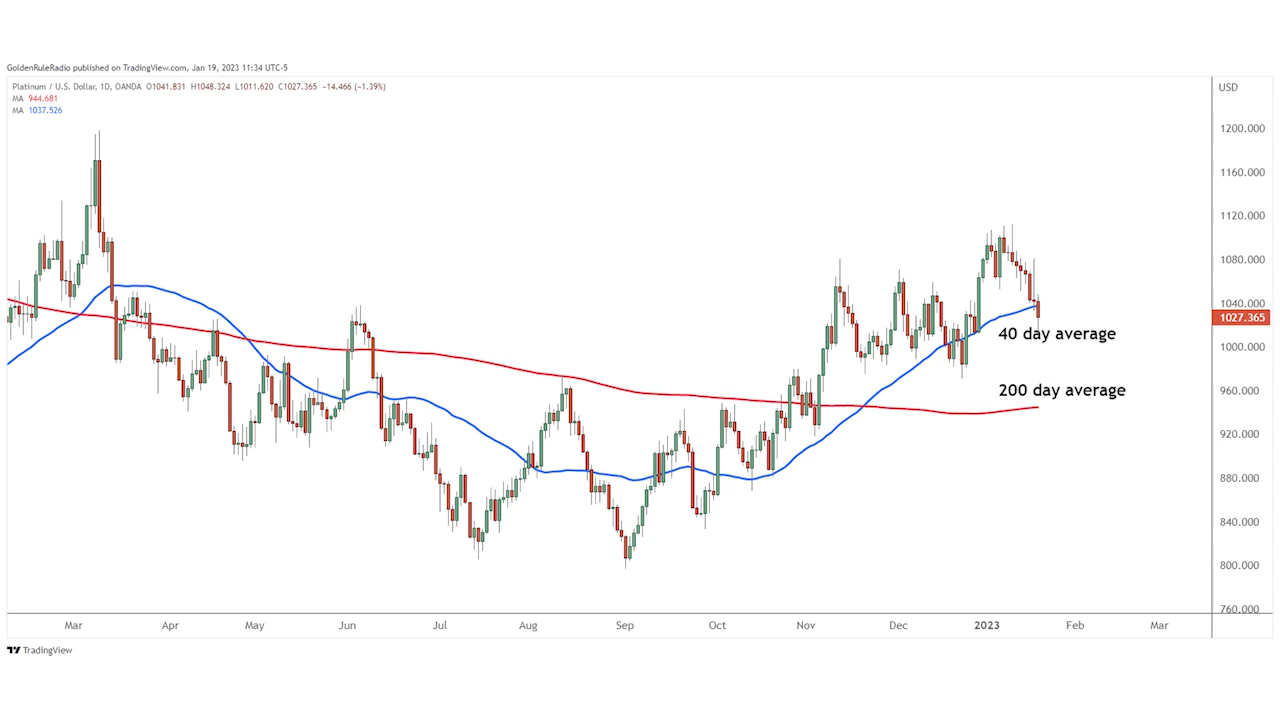 GoldenRuleRadio published on TradingView.com, Jan 19, 2023 11:34 UTC-5
Platinum / U.S. Dollar, 1D, OANDA O1041.831 H1048.324 L1011.620 C1027.365 −14.466 (−1.39%)
MA 944.681
MA 1037.526
USD
1200.000
1160.000
1120.000
1080.000
1040.000
1027.365
1000.000
960.000
920.000
880.000
840.000
800.000
760.000
40 day average
200 day average
Mar Apr May Jun Jul Aug Sep Oct Nov Dec 2023 Feb Mar
TradingView